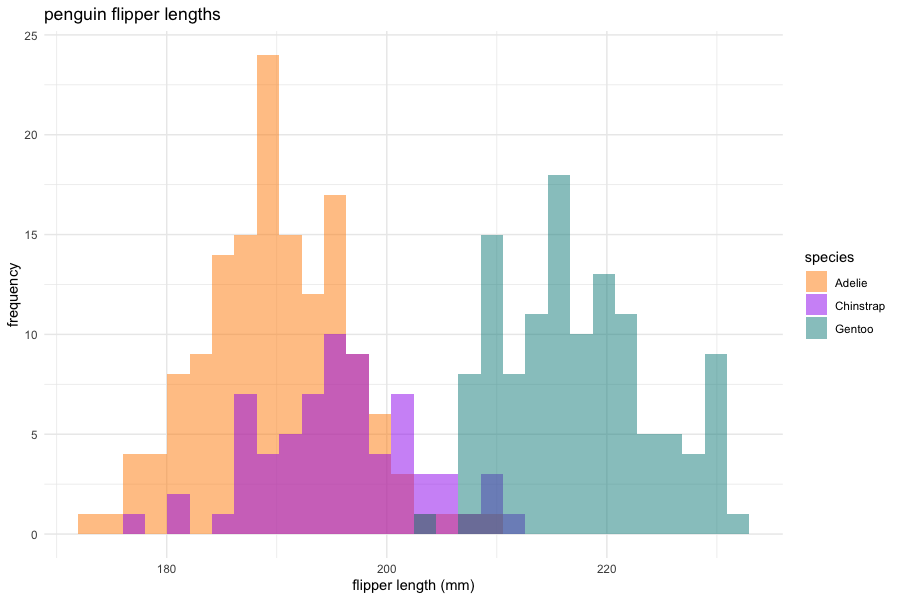 penguin flipper lengths
25
20
15
10
5
0
frequency
180
200
220
flipper length (mm)
species
Adelie
Chinstrap
Gentoo